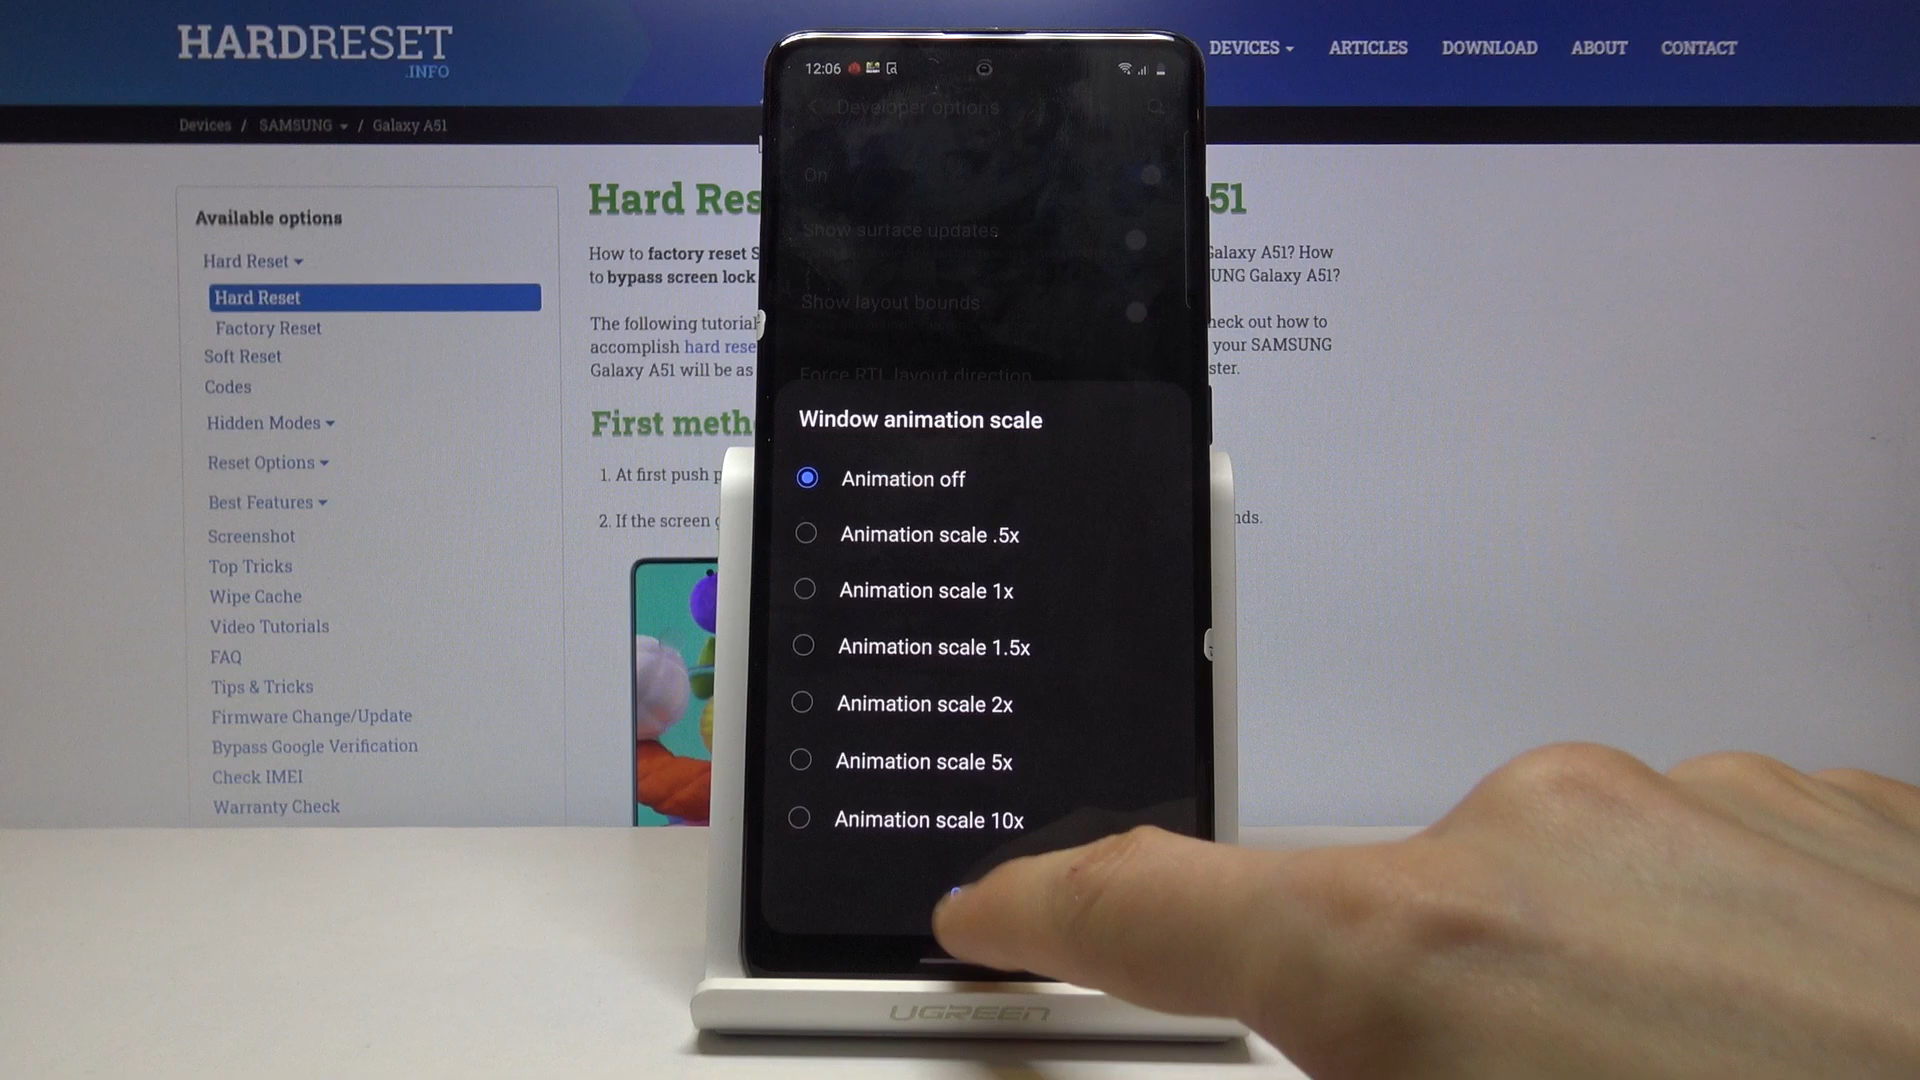 HARDRESET
.INFO
DEVICES
ARTICLES
DOWNLOAD
ABOUT
CONTACT
Devices / SAMSUNG / Galaxy A51
Available options
Hard Reset
Hard Reset
Factory Reset
Soft Reset
Codes
Hidden Modes
Reset Options
Best Features
Screenshot
Top Tricks
Wipe Cache
Video Tutorials
FAQ
Tips & Tricks
Firmware Change/Update
Bypass Google Verification
Check IMEI
Warranty Check
Hard Res
51
How to factory reset S
Galaxy A51? How
to bypass screen lock
UNG Galaxy A51?
The following tutorial
heck out how to
accomplish hard rese
your SAMSUNG
Galaxy A51 will be as
ster.
First meth
1. At first push p
2. If the screen
nds.
12:06
Developer options
On
Show surface updates
Show layout bounds
Force RTL layout direction
Window animation scale
Animation off
Animation scale .5x
Animation scale 1x
Animation scale 1.5x
Animation scale 2x
Animation scale 5x
Animation scale 10x
UGREEN